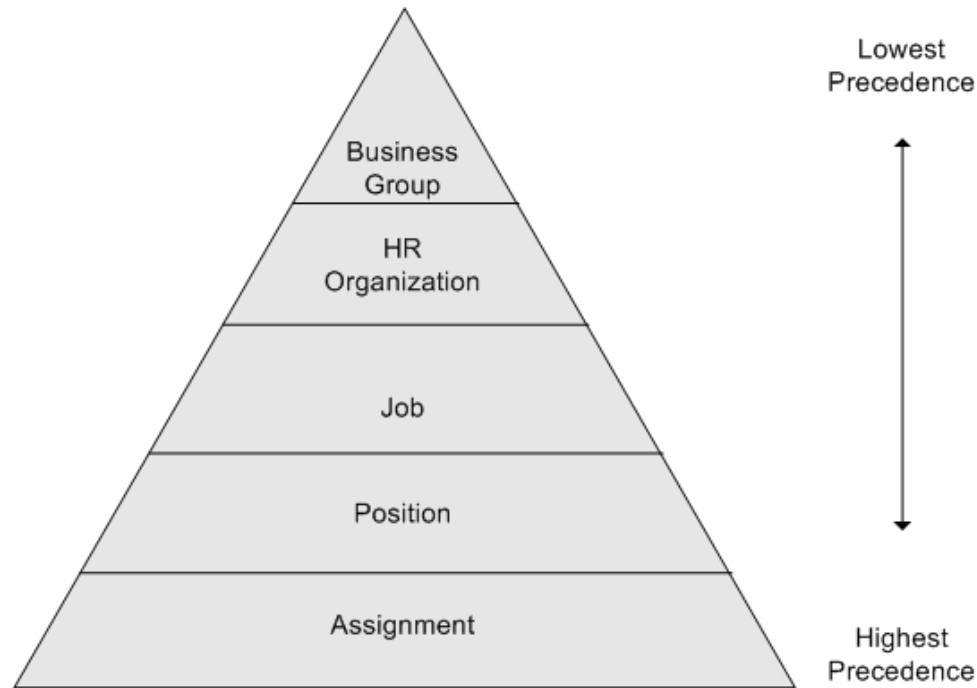 Lowest
Precedence
Business
Group
HR
Organization
Job
Position
Assignment
Highest
Precedence